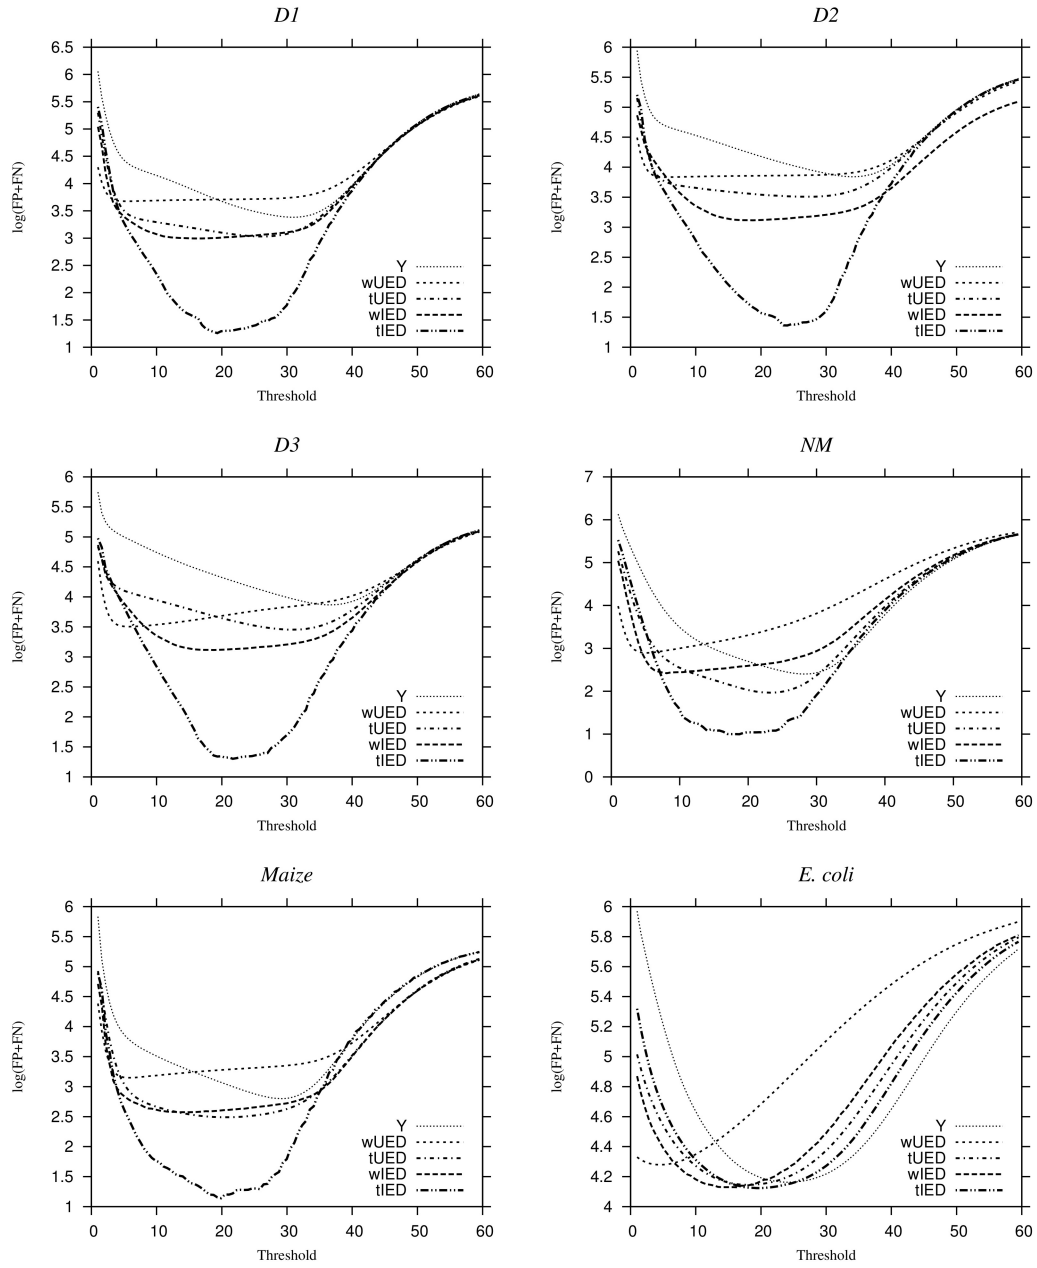 D1
6.5
6
5.5
5
4.5
4
3.5
3
2.5
2
1.5
1
log(FP+FN)
Y
wUED
tUED
wIED
tIED
0 10 20 30 40 50 60
Threshold
D2
6
5.5
5
4.5
4
3.5
3
2.5
2
1.5
1
log(FP+FN)
Y
wUED
tUED
wIED
tIED
0 10 20 30 40 50 60
Threshold
D3
6
5.5
5
4.5
4
3.5
3
2.5
2
1.5
1
log(FP+FN)
Y
wUED
tUED
wIED
tIED
0 10 20 30 40 50 60
Threshold
NM
7
6
5
4
3
2
1
0
log(FP+FN)
Y
wUED
tUED
wIED
tIED
0 10 20 30 40 50 60
Threshold
Maize
6
5.5
5
4.5
4
3.5
3
2.5
2
1.5
1
log(FP+FN)
Y
wUED
tUED
wIED
tIED
0 10 20 30 40 50 60
Threshold
E. coli
6
5.8
5.6
5.4
5.2
5
4.8
4.6
4.4
4.2
4
log(FP+FN)
Y
wUED
tUED
wIED
tIED
0 10 20 30 40 50 60
Threshold